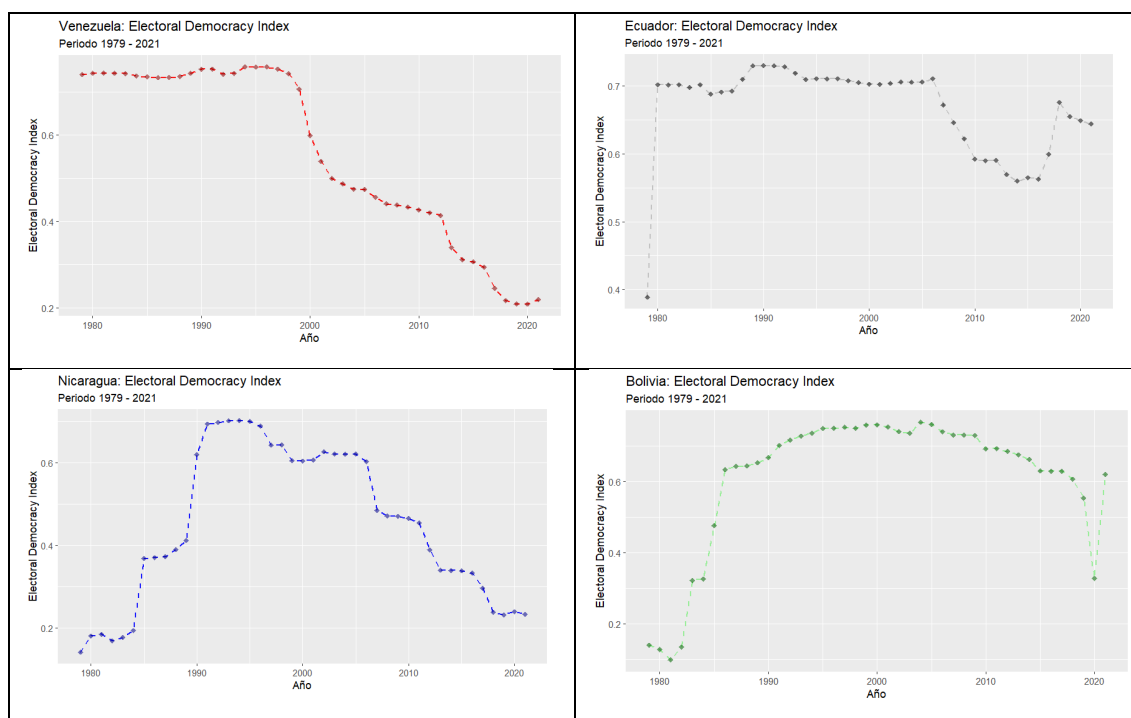 Venezuela: Electoral Democracy Index
Periodo 1979 - 2021
Electoral Democracy Index
0.6
0.4
0.2
1980 1990 2000 2010 2020
Año
Ecuador: Electoral Democracy Index
Periodo 1979 - 2021
Electoral Democracy Index
0.7
0.6
0.5
0.4
1980 1990 2000 2010 2020
Año
Nicaragua: Electoral Democracy Index
Periodo 1979 - 2021
Electoral Democracy Index
0.6
0.4
0.2
1980 1990 2000 2010 2020
Año
Bolivia: Electoral Democracy Index
Periodo 1979 - 2021
Electoral Democracy Index
0.6
0.4
0.2
1980 1990 2000 2010 2020
Año